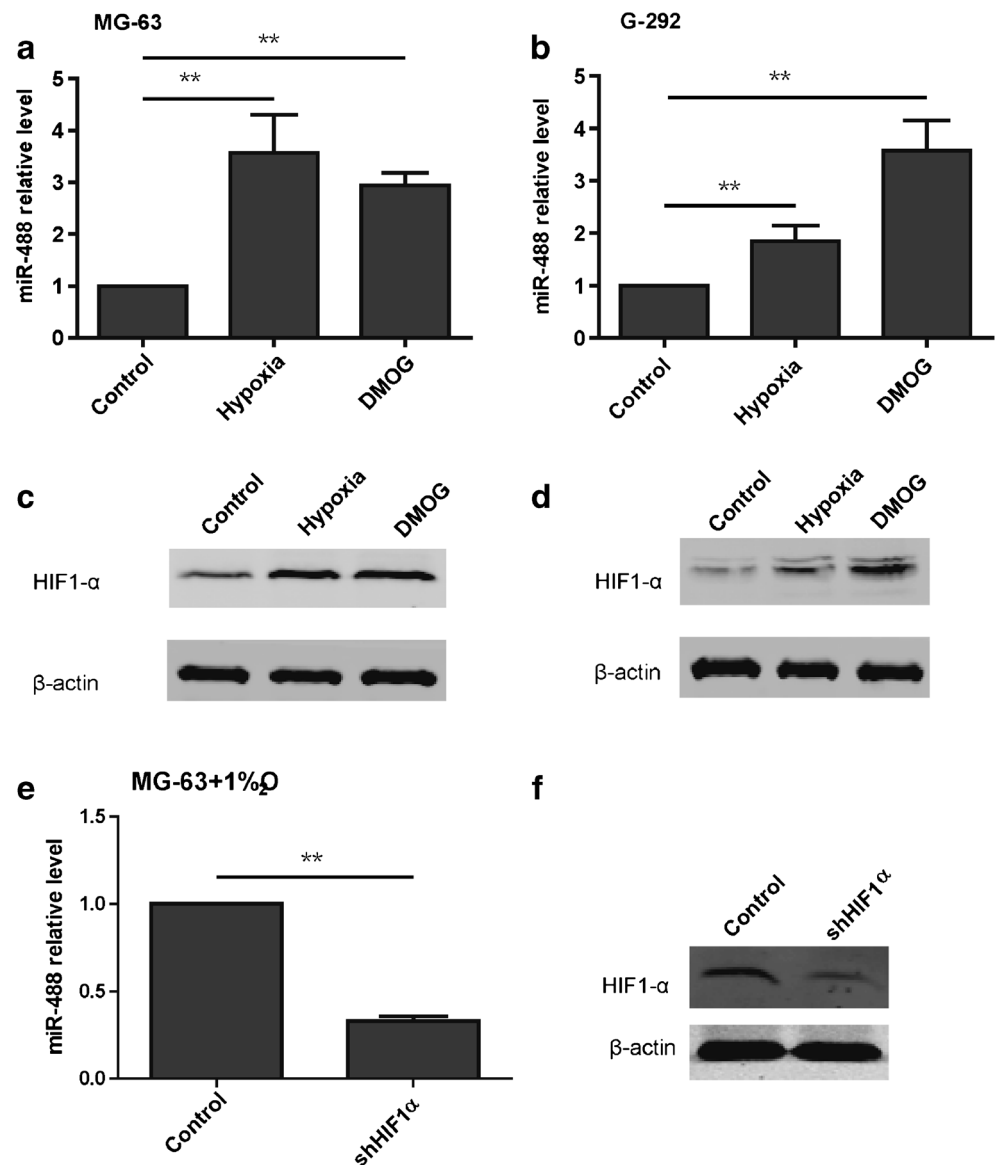 MG-63
G-292
a
b
**
**
**
**
miR-488 relative level
miR-488 relative level
5
4
3
2
1
0
5
4
3
2
1
0
Control
Hypoxia
DMOG
Control
Hypoxia
DMOG
c
d
Control
Hypoxia
DMOG
Control
Hypoxia
DMOG
HIF1-α
HIF1-α
β-actin
β-actin
e
MG-63+1%O2
f
**
miR-488 relative level
1.5
1.0
0.5
0.0
Control
shHIF1α
Control
shHIF1α
HIF1-α
β-actin